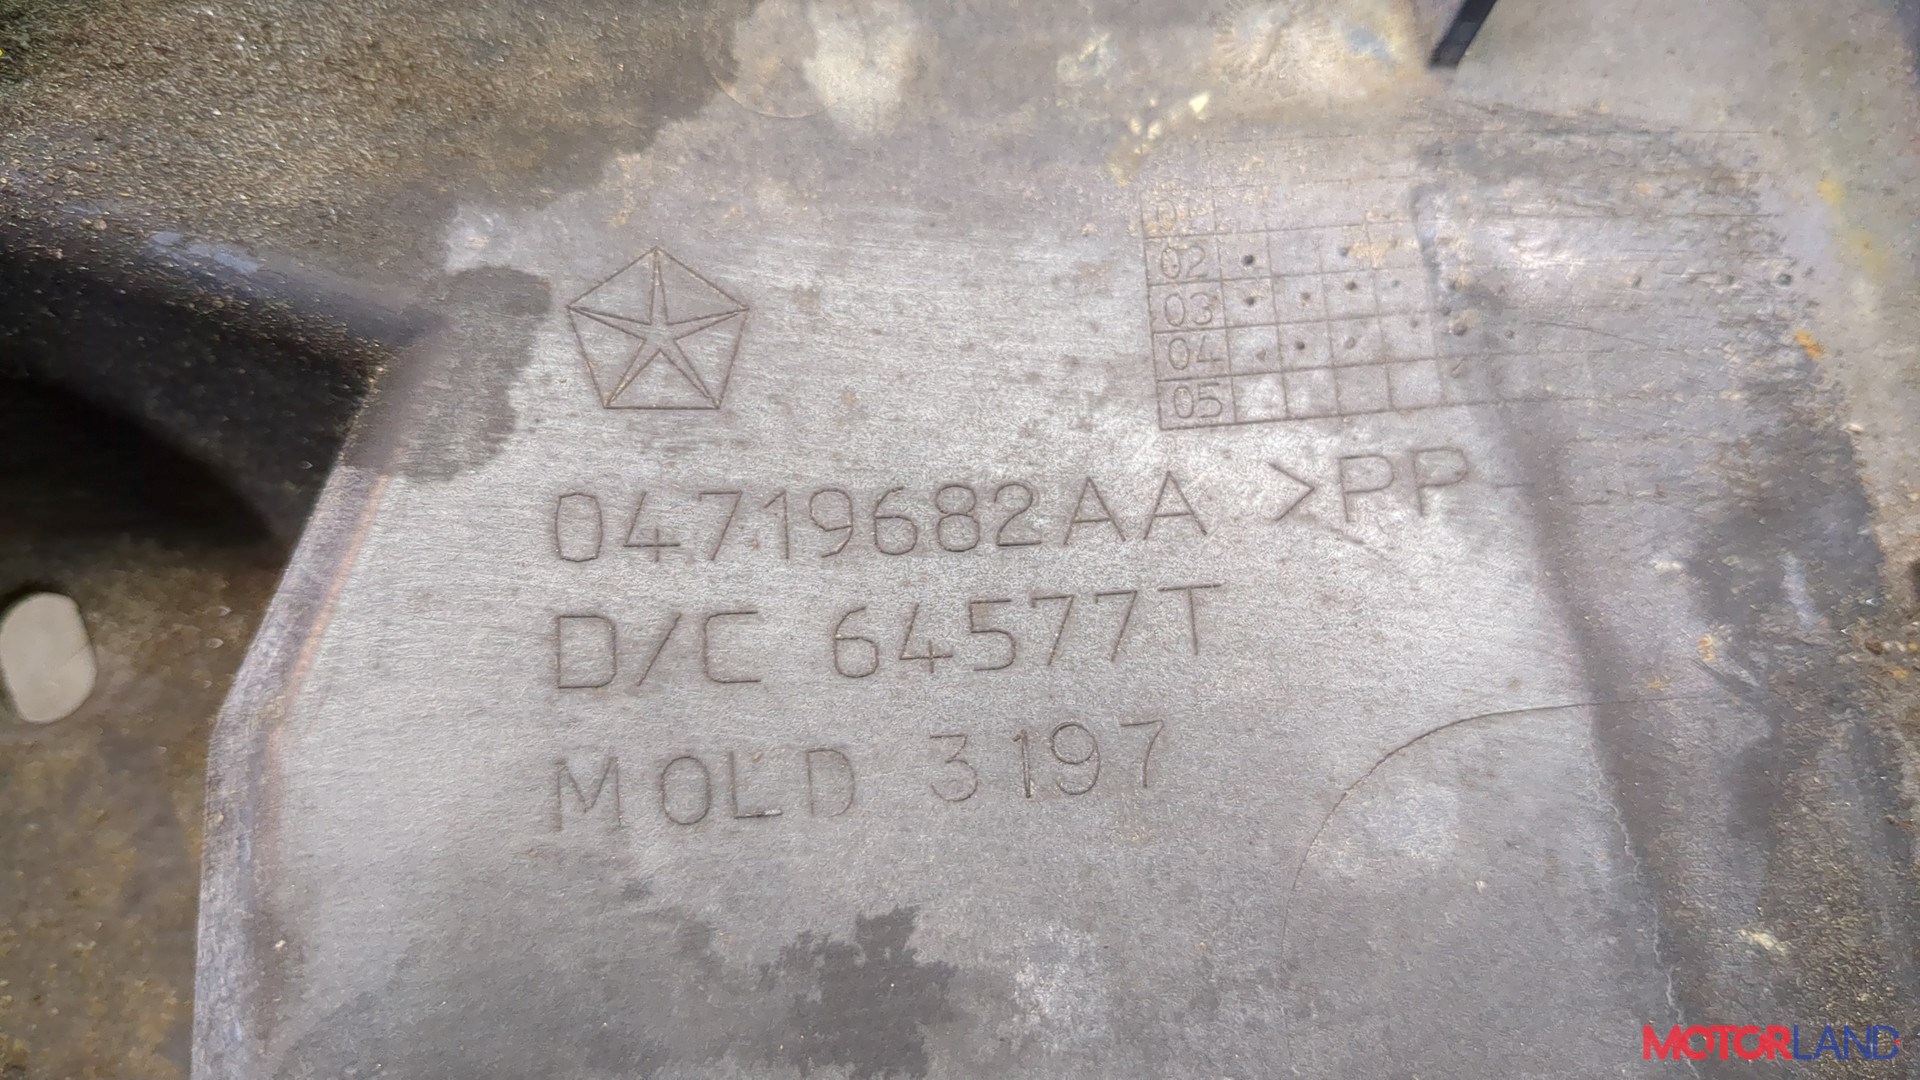 01
02
03
04
05
04719682AA >PP
D/C 64577T
MOLD 3197
MOTORLAND